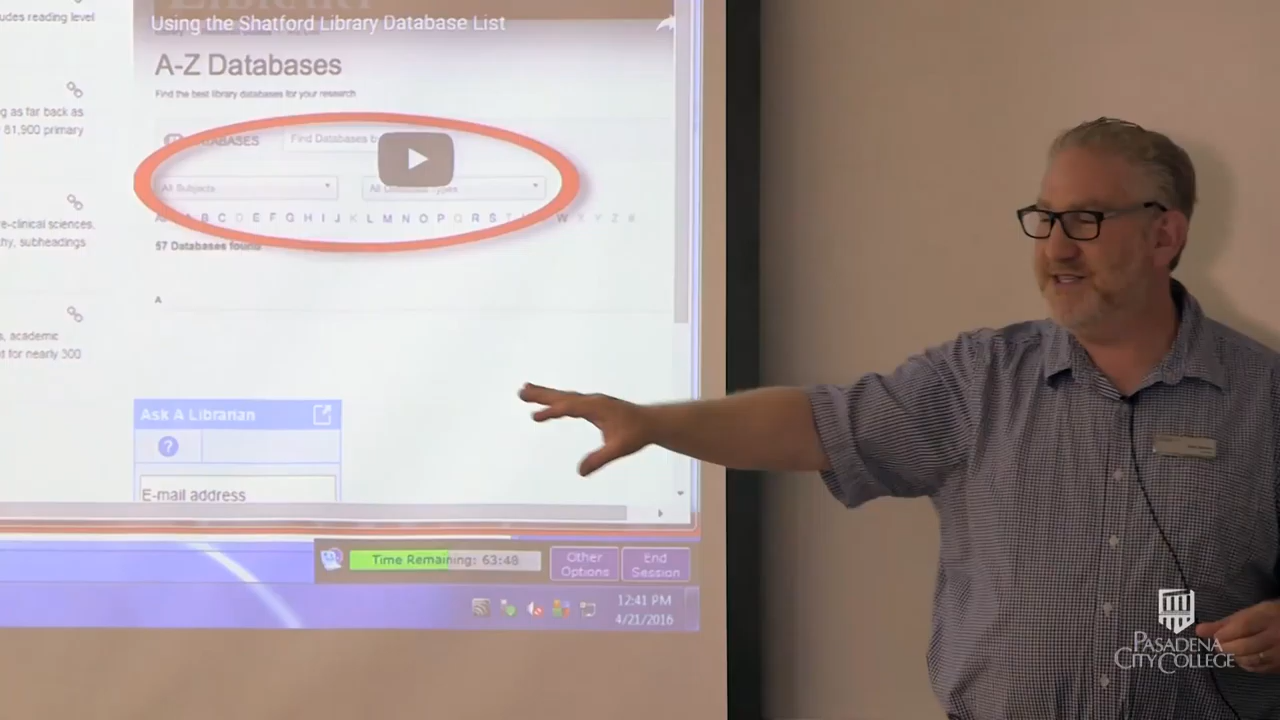 udes reading level
g as far back as
81,900 primary
e-clinical sciences,
hy, subheadings
s, academic
t for nearly 300
LIBRARY
Using the Shatford Library Database List
A-Z Databases
Find the best library databases for your research
DATABASES
Find Databases b
All Subjects
All Types
B C D E F G H I J K L M N O P Q R S T W X Y Z #
57 Databases found
A
Ask A Librarian
?
E-mail address
Time Remaining: 63:48
Other Options
End Session
12:41 PM
4/21/2016
PASADENA
CITY COLLEGE